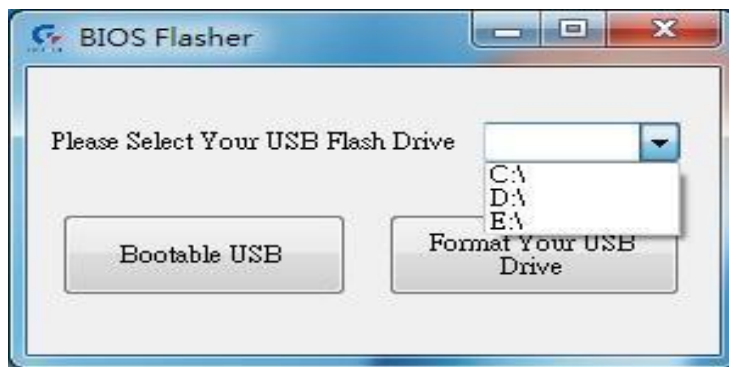 BIOS Flasher
Please Select Your USB Flash Drive
C:\
D:\
E:\
Bootable USB
Format Your USB
Drive